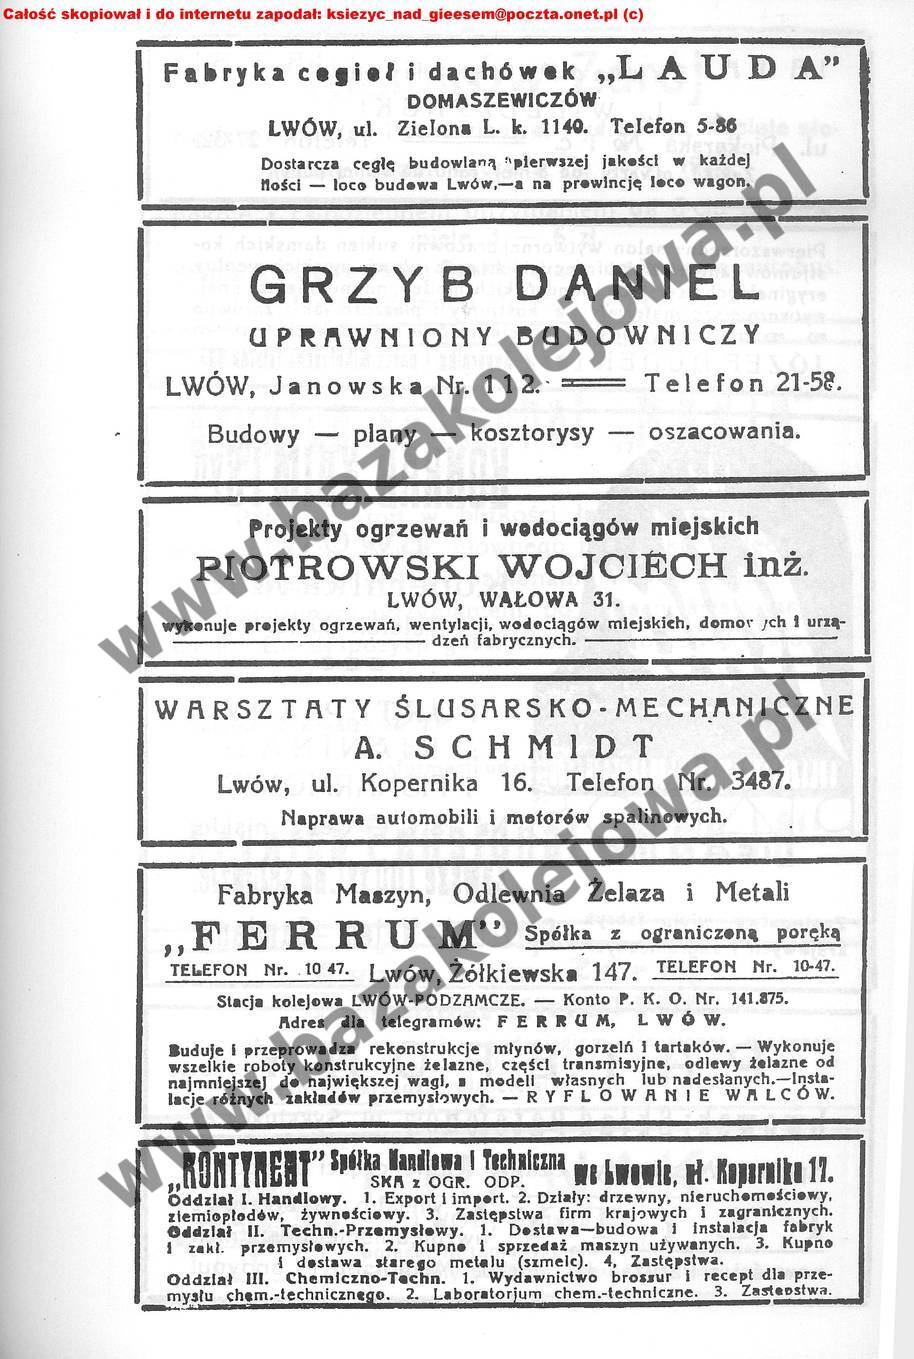 Całość skopiował i do internetu zapodał: ksiezyc_nad_gieesem@poczta.onet.pl (c)
Fabryka cegieł i dachówek „LAUDA”
DOMASZEWICZÓW
LWÓW, ul. Zielona L. k. 1140. Telefon 5-86
Dostarcza cegłę budowlaną pierwszej jakości w każdej
ilości — loco budowa Lwów,—a na prowincję loco wagon.
GRZYB DANIEL
UPRAWNIONY BUDOWNICZY
LWÓW, Janowska Nr. 112. Telefon 21-58.
Budowy — plany — kosztorysy — oszacowania.
Projekty ogrzewań i wodociągów miejskich
PIOTROWSKI WOJCIECH inż.
LWÓW, WAŁOWA 31.
wykonuje projekty ogrzewań, wentylacji, wodociągów miejskich, domowych i urzą-
dzeń fabrycznych.
WARSZTATY ŚLUSARSKO-MECHANICZNE
A. SCHMIDT
Lwów, ul. Kopernika 16. Telefon Nr. 3487.
Naprawa automobili i motorów spalinowych.
Fabryka Maszyn, Odlewnia Żelaza i Metali
„FERRUM” Spółka z ograniczoną poręką
TELEFON Nr. 10 47. Lwów, Żółkiewska 147. TELEFON Nr. 10-47.
Stacja kolejowa LWÓW-PODZAMCZE. — Konto P. K. O. Nr. 141.875.
Adres dla telegramów: FERRUM, LWÓW.
Buduje i przeprowadza rekonstrukcje młynów, gorzelń i tartaków. — Wykonuje
wszelkie roboty konstrukcyjne żelazne, części transmisyjne, odlewy żelazne od
najmniejszej do największej wagi, z modeli własnych lub nadesłanych.—Insta-
lacje różnych zakładów przemysłowych. — RYFLOWANIE WALCÓW.
„KONTYNENT” Spółka Handlowa i Techniczna we Lwowie, ul. Kopernika 17.
SKA z OGR. ODP.
Oddział I. Handlowy. 1. Export i import. 2. Działy: drzewny, nieruchomościowy,
ziemiopłodów, żywnościowy. 3. Zastępstwa firm krajowych i zagranicznych.
Oddział II. Techn.-Przemysłowy. 1. Dostawa—budowa i instalacja fabryk
i zakł. przemysłowych. 2. Kupno i sprzedaż maszyn używanych. 3. Kupno
i dostawa starego metalu (szmelc). 4, Zastępstwa.
Oddział III. Chemiczno-Techn. 1. Wydawnictwo broszur i recept dla prze-
mysłu chem.-technicznego. 2. Laboratorjum chem.-techniczne. 3. Zastępstwa.
www.bazakolejowa.pl
www.bazakolejowa.pl